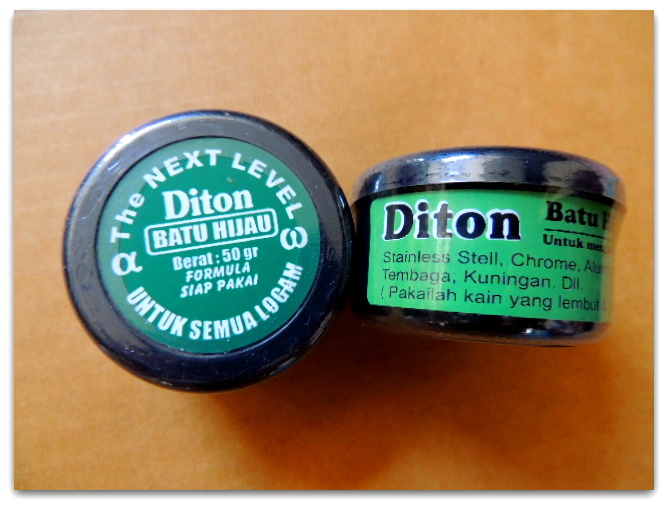 The NEXT LEVEL
Diton
BATU HIJAU
Berat : 50 gr
FORMULA
SIAP PAKAI
α ω
UNTUK SEMUA LOGAM
Diton Batu
Untuk
Stainless Stell, Chrome,
Tembaga, Kuningan. Dll.
( Pakailah kain yang lembut